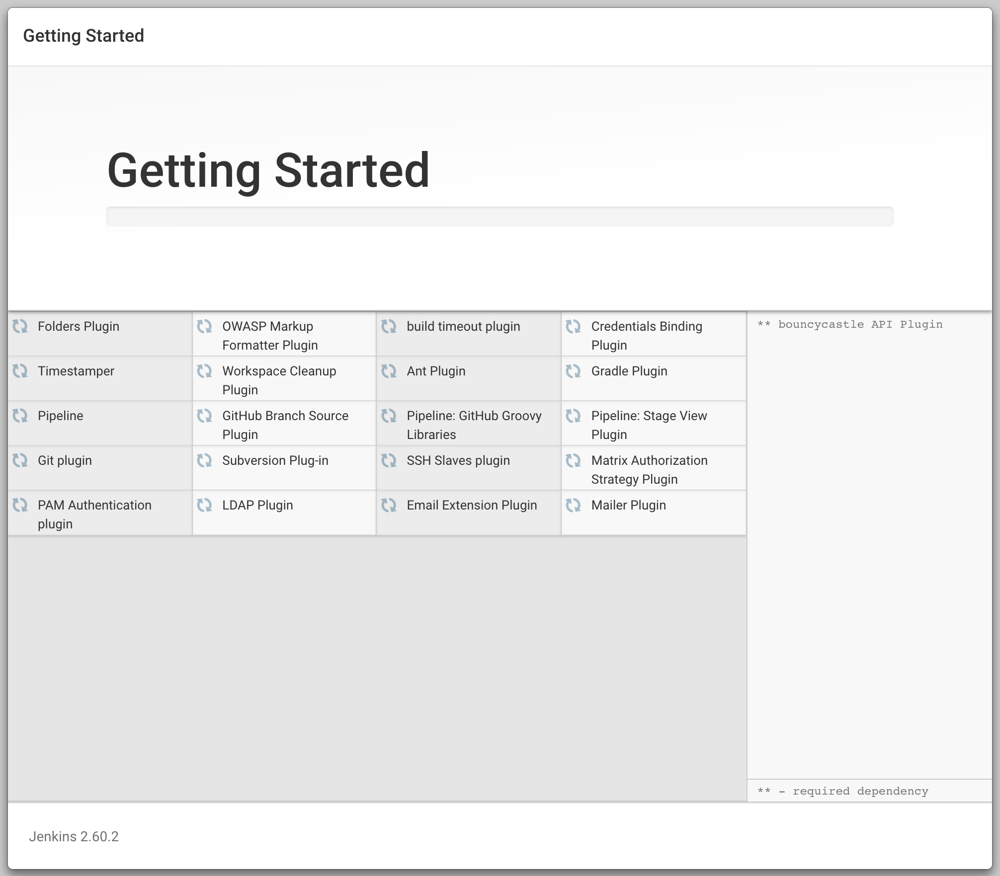 Getting Started
Getting Started
Folders Plugin
OWASP Markup
Formatter Plugin
build timeout plugin
Credentials Binding
Plugin
** bouncycastle API Plugin
Timestamper
Workspace Cleanup
Plugin
Ant Plugin
Gradle Plugin
Pipeline
GitHub Branch Source
Plugin
Pipeline: GitHub Groovy
Libraries
Pipeline: Stage View
Plugin
Git plugin
Subversion Plug-in
SSH Slaves plugin
Matrix Authorization
Strategy Plugin
PAM Authentication
plugin
LDAP Plugin
Email Extension Plugin
Mailer Plugin
** - required dependency
Jenkins 2.60.2